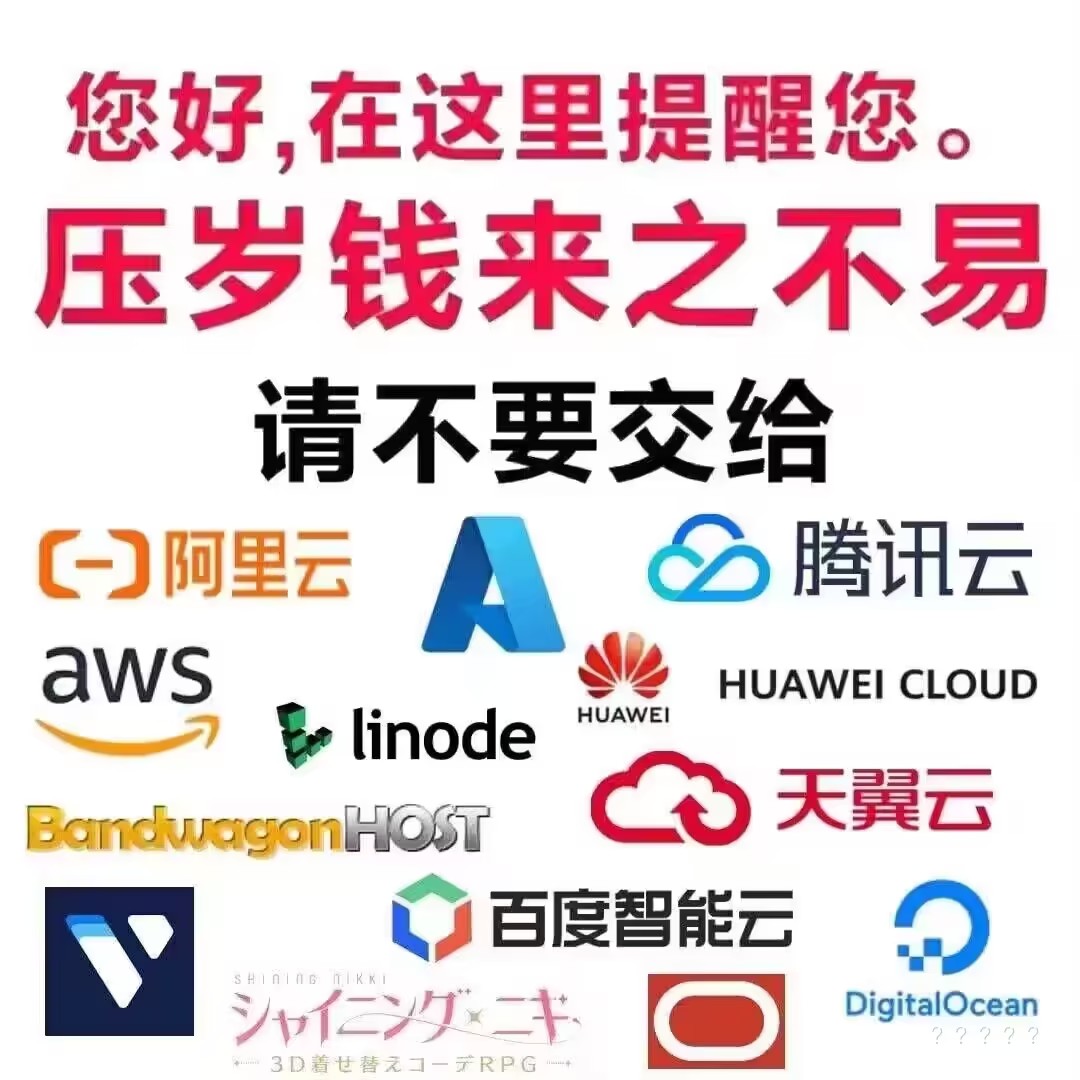 您好,在这里提醒您。
压岁钱来之不易
请不要交给
阿里云
腾讯云
aws
HUAWEI
HUAWEI CLOUD
linode
天翼云
BandwagonHOST
百度智能云
DigitalOcean
?????
SHINING NIKKI
シャイニングニキ
3D着せ替えコーデRPG